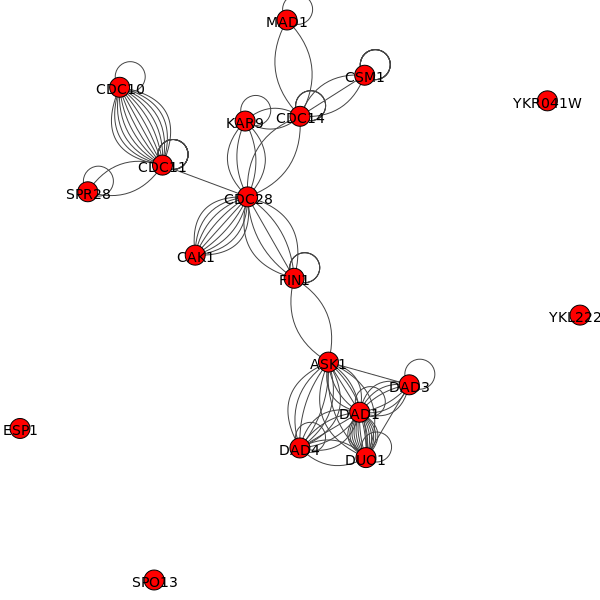 MAD1
CSM1
CDC10
YKR041W
CDC14
KAR9
CDC11
SPR28
CDC28
CAK1
FIN1
YKL222
ASK1
DAD3
DAD1
ESP1
DAD4
DUO1
SPO13